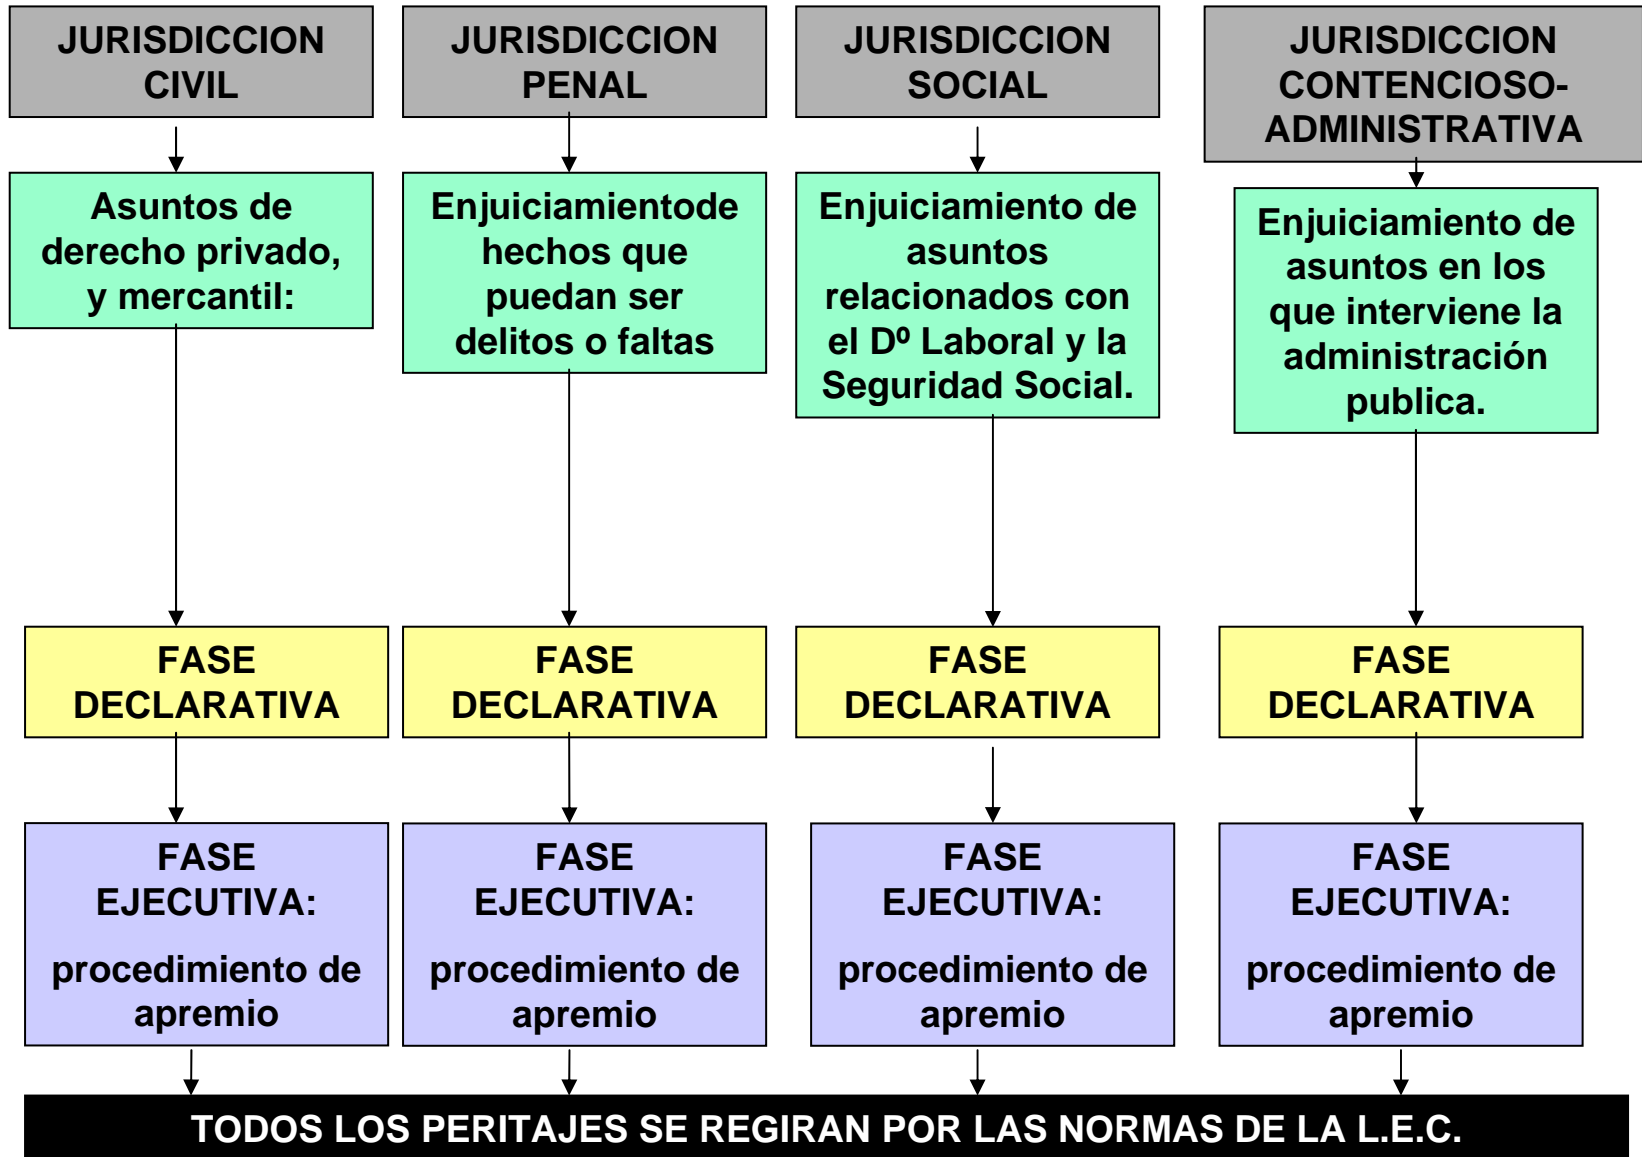 JURISDICCION
CIVIL
JURISDICCION
PENAL
JURISDICCION
SOCIAL
JURISDICCION
CONTENCIOSO-
ADMINISTRATIVA
Asuntos de
derecho privado,
y mercantil:
Enjuiciamientode
hechos que
puedan ser
delitos o faltas
Enjuiciamiento de
asuntos
relacionados con
el Dº Laboral y la
Seguridad Social.
Enjuiciamiento de
asuntos en los
que interviene la
administración
publica.
FASE
DECLARATIVA
FASE
DECLARATIVA
FASE
DECLARATIVA
FASE
DECLARATIVA
FASE
EJECUTIVA:
procedimiento de
apremio
FASE
EJECUTIVA:
procedimiento de
apremio
FASE
EJECUTIVA:
procedimiento de
apremio
FASE
EJECUTIVA:
procedimiento de
apremio
TODOS LOS PERITAJES SE REGIRAN POR LAS NORMAS DE LA L.E.C.